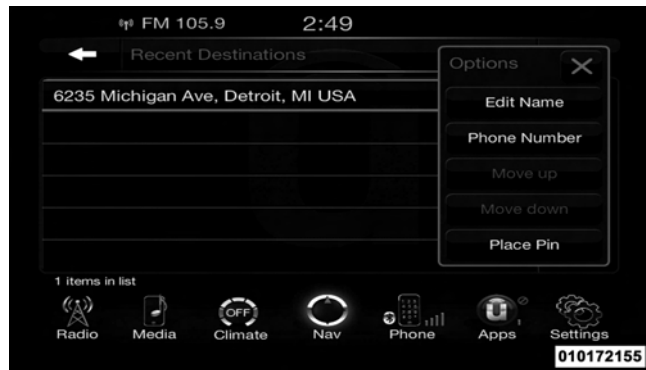 FM 105.9 2:49
Recent Destinations
Options
6235 Michigan Ave, Detroit, MI USA
Edit Name
Phone Number
Move up
Move down
Place Pin
1 items in list
OFF
Radio Media Climate Nav Phone Apps Settings
010172155